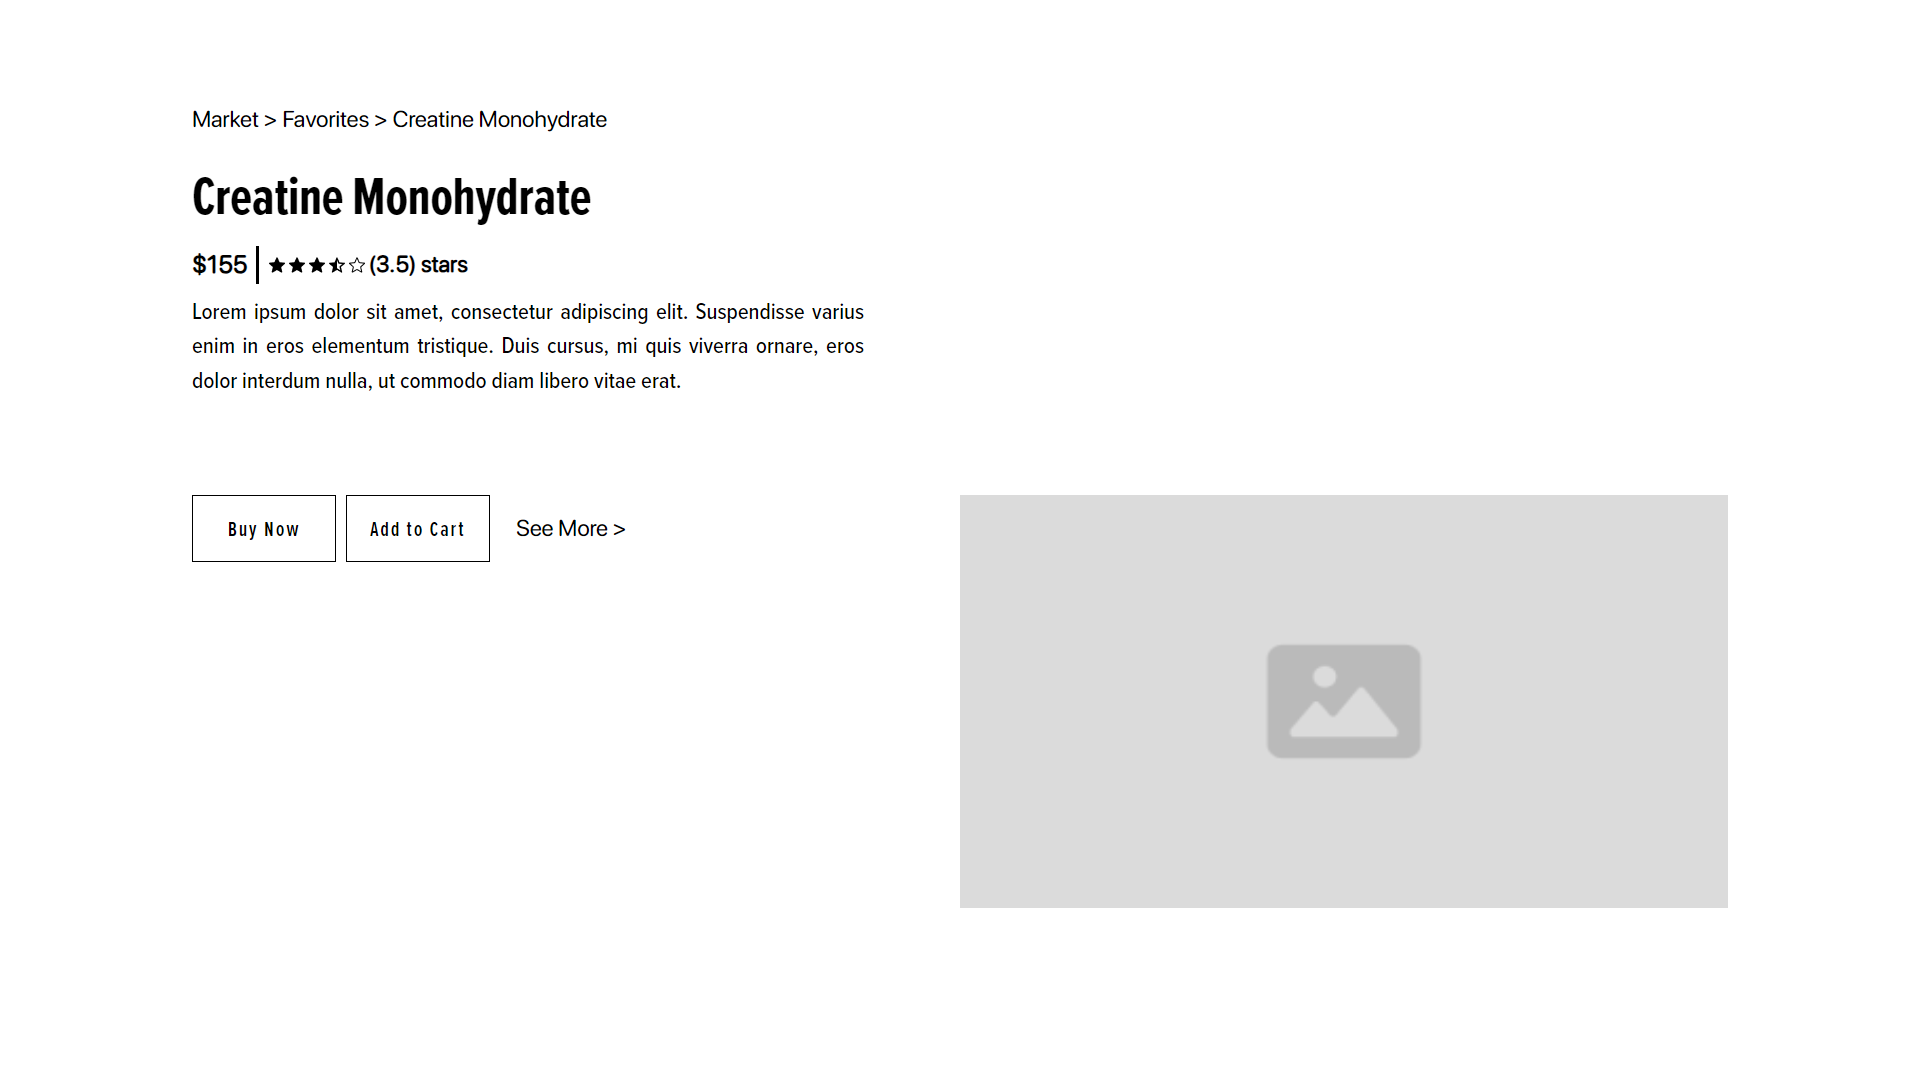 Market > Favorites > Creatine Monohydrate
Creatine Monohydrate
$155
(3.5) stars
Lorem ipsum dolor sit amet, consectetur adipiscing elit. Suspendisse varius
enim in eros elementum tristique. Duis cursus, mi quis viverra ornare, eros
dolor interdum nulla, ut commodo diam libero vitae erat.
Buy Now
Add to Cart
See More >